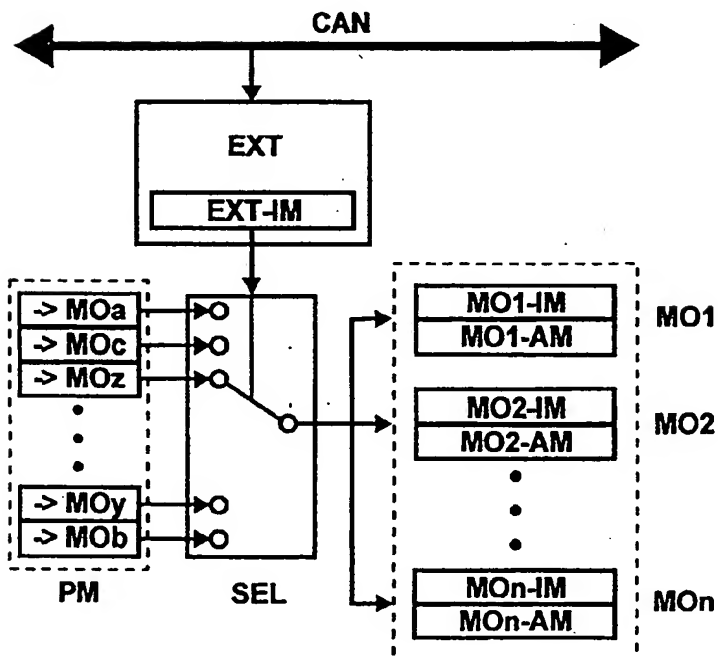 CAN
EXT
EXT-IM
-> MOa
-> MOc
-> MOz
-> MOy
-> MOb
PM
SEL
MO1-IM
MO1-AM
MO1
MO2-IM
MO2-AM
MO2
MOn-IM
MOn-AM
MOn